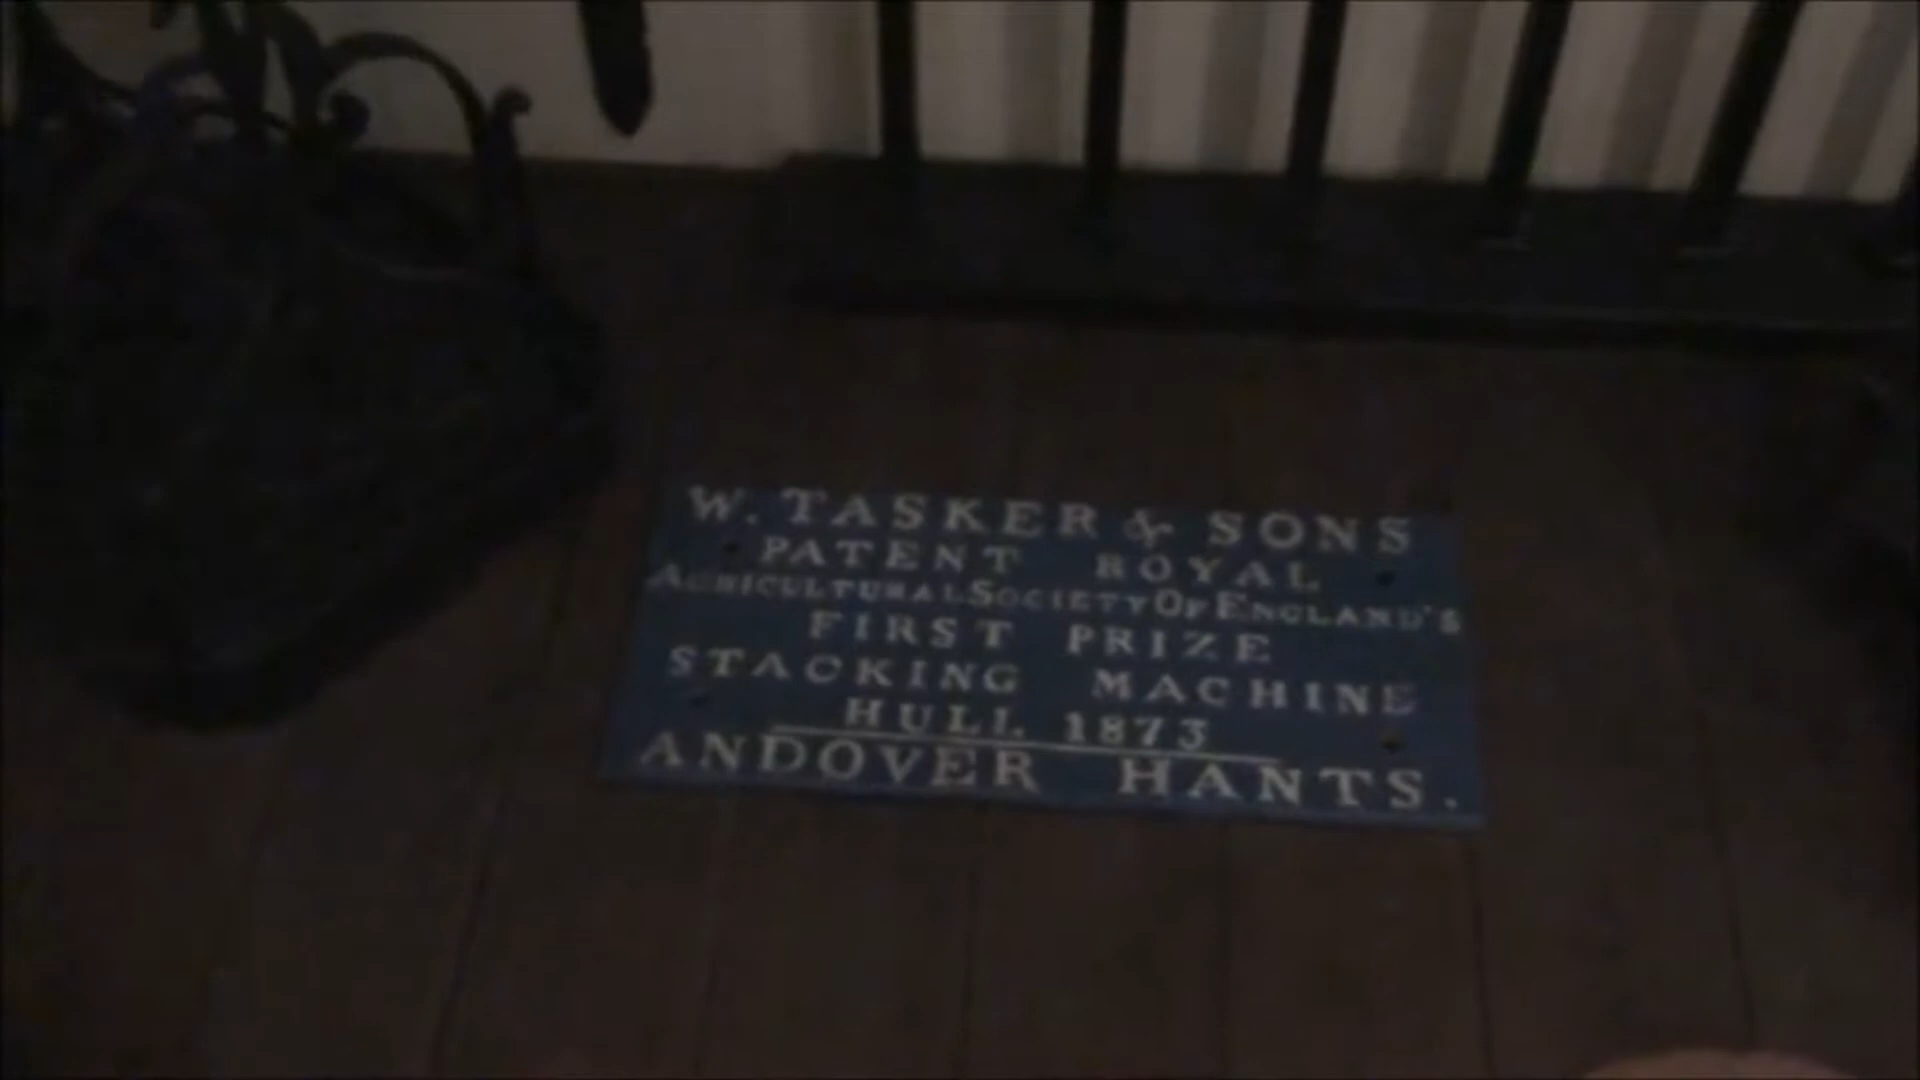 W. TASKER & SONS
PATENT ROYAL
AGRICULTURAL SOCIETY OF ENGLAND'S
FIRST PRIZE
STACKING MACHINE
HULL 1873
ANDOVER HANTS.